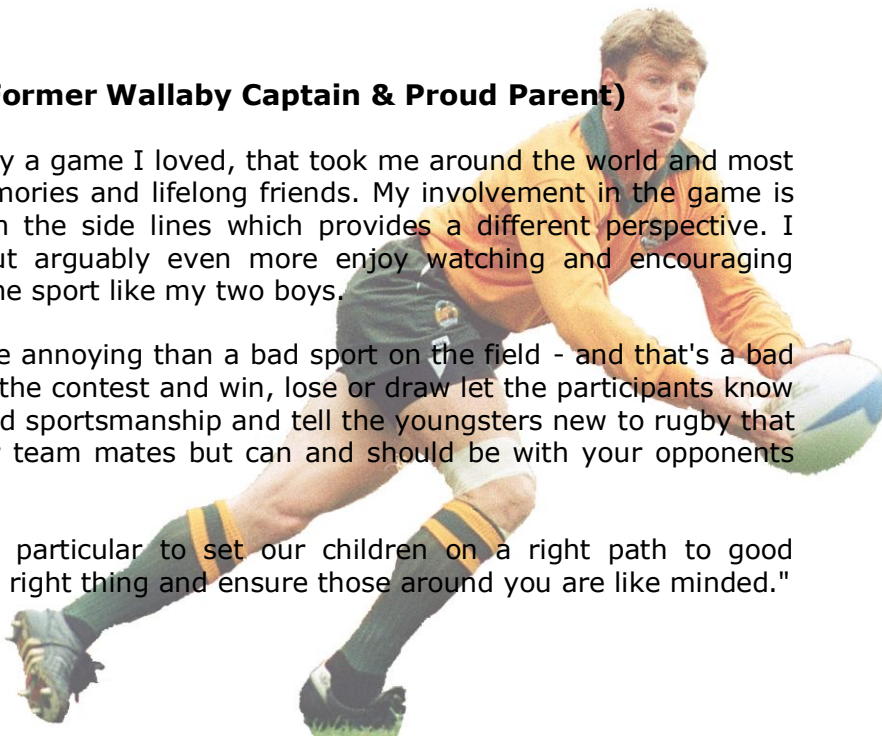 ormer Wallaby Captain & Proud Parent)
y a game I loved, that took me around the world and most
mories and lifelong friends. My involvement in the game is
the side lines which provides a different perspective. I
ut arguably even more enjoy watching and encouraging
sport like my two boys.
annoying than a bad sport on the field - and that's a bad
the contest and win, lose or draw let the participants know
d sportsmanship and tell the youngsters new to rugby that
team mates but can and should be with your opponents
particular to set our children on a right path to good
right thing and ensure those around you are like minded."